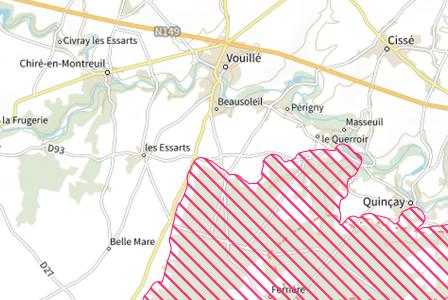 N149
Civray les Essarts
Cissé
Vouillé
Chiré-en-Montreuil
Beausoleil
Périgny
la Frugerie
Masseuil
le Querroir
D93
les Essarts
Quinçay
Belle Mare
D27
Ferrière